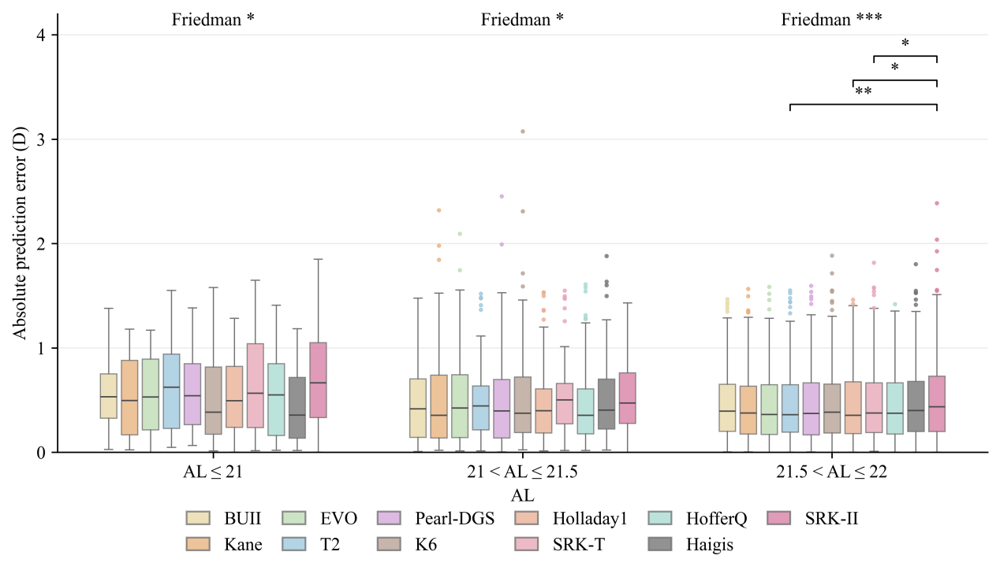 Friedman * Friedman * Friedman ***
4
*
*
**
3
2
1
0
Absolute prediction error (D)
AL ≤ 21 21 < AL ≤ 21.5 21.5 < AL ≤ 22
AL
BUII EVO Pearl-DGS Holladay1 HofferQ SRK-II
Kane T2 K6 SRK-T Haigis